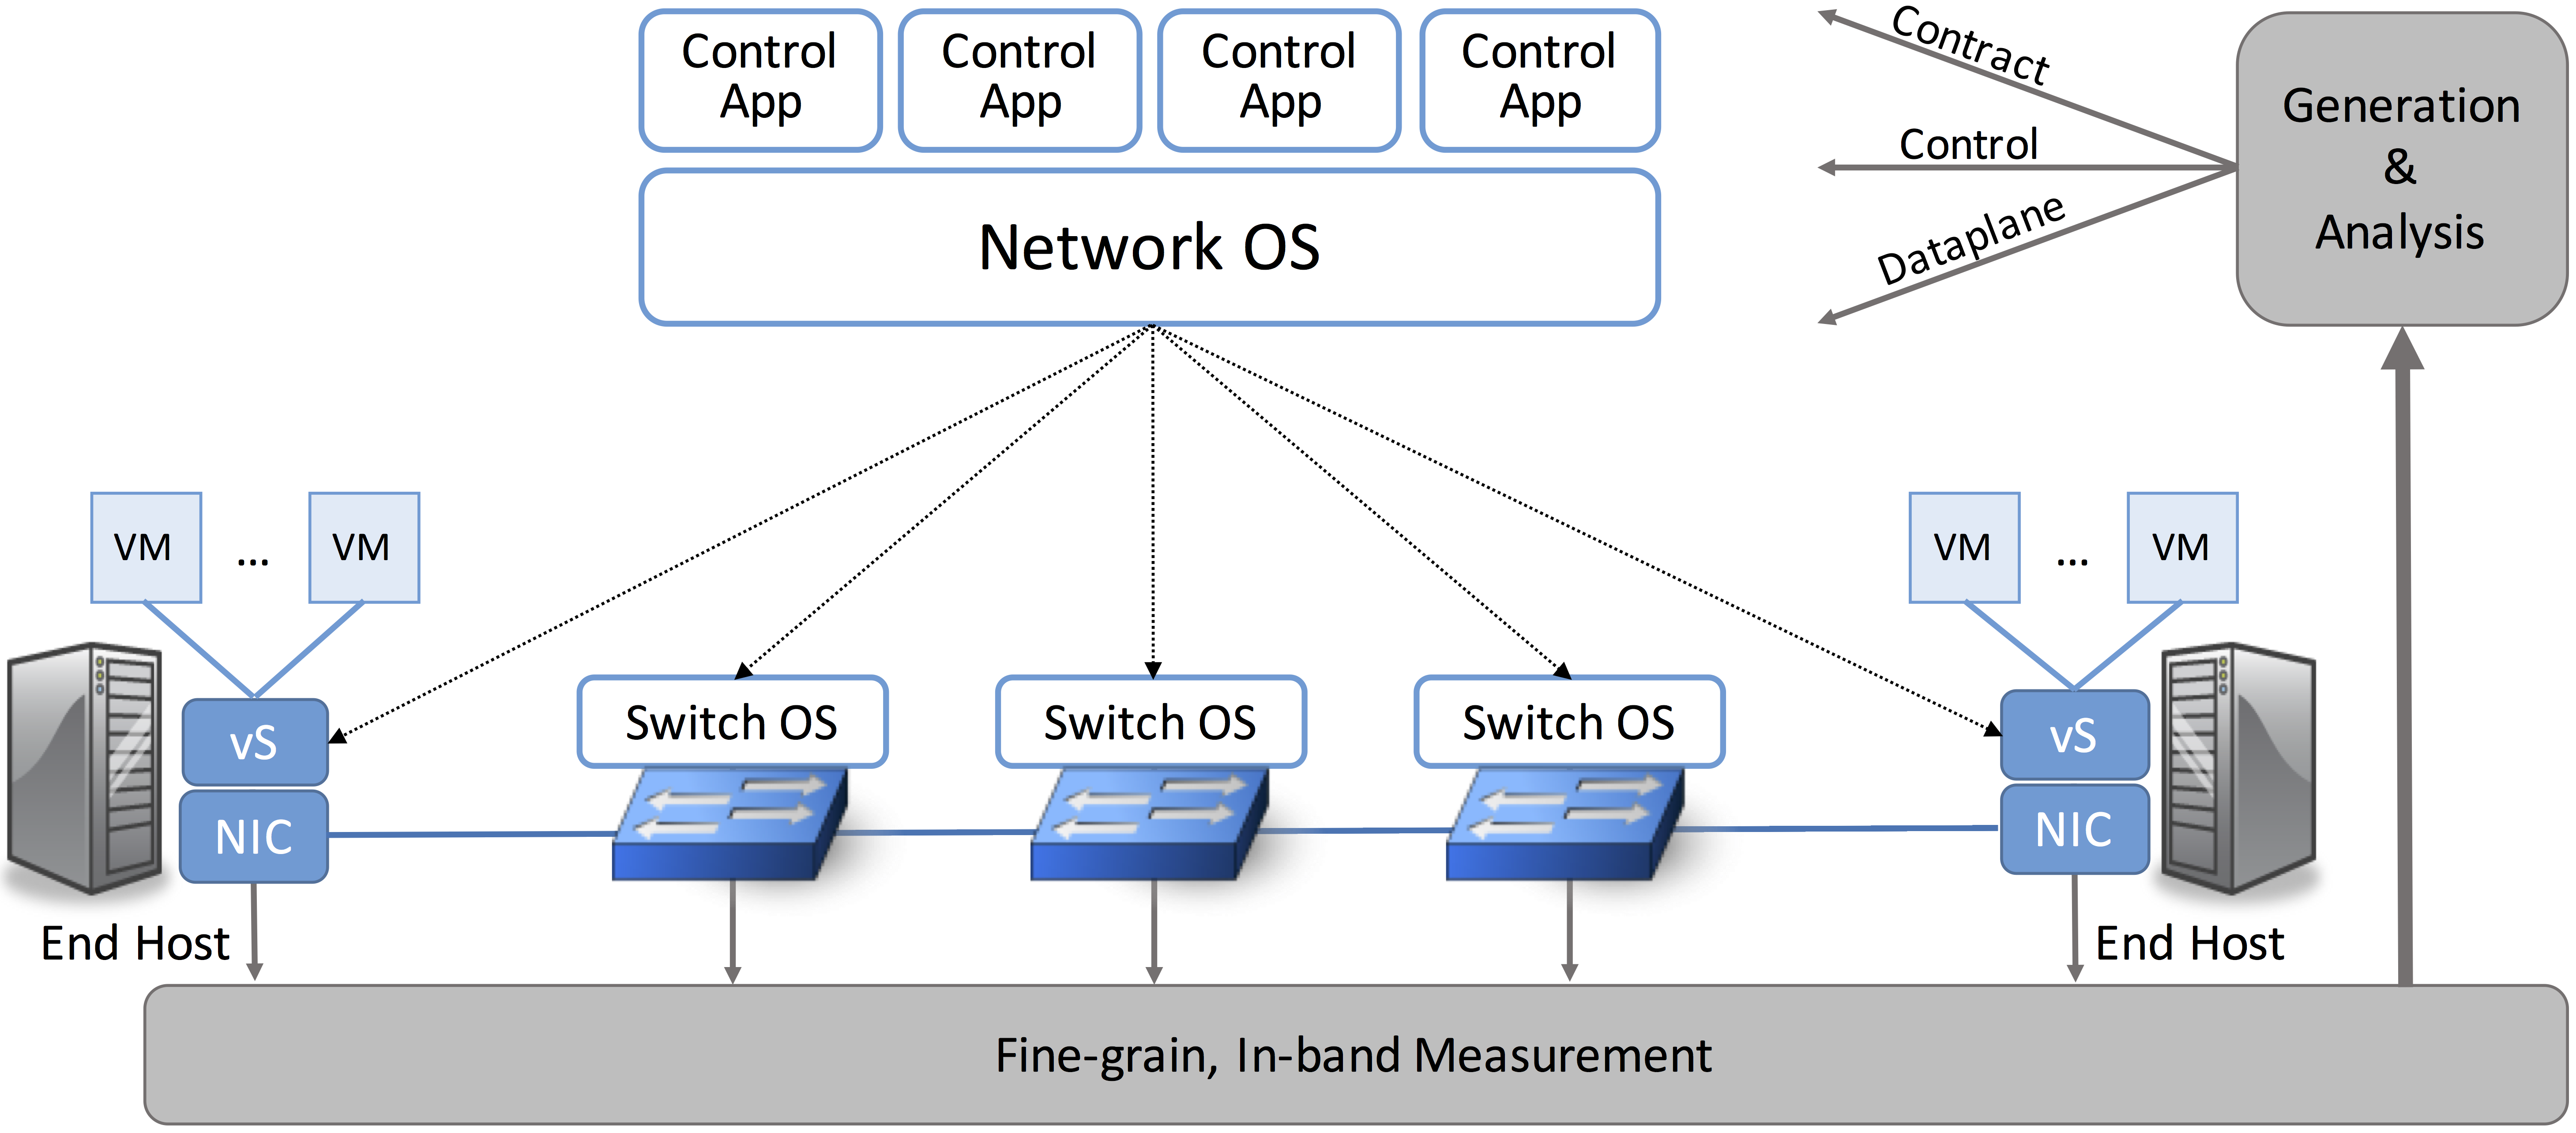 Control
App
Control
App
Control
App
Control
App
Network OS
Contract
Control
Dataplane
Generation
&
Analysis
VM
...
VM
VM
...
VM
vS
NIC
Switch OS
Switch OS
Switch OS
vS
NIC
End Host
End Host
Fine-grain, In-band Measurement